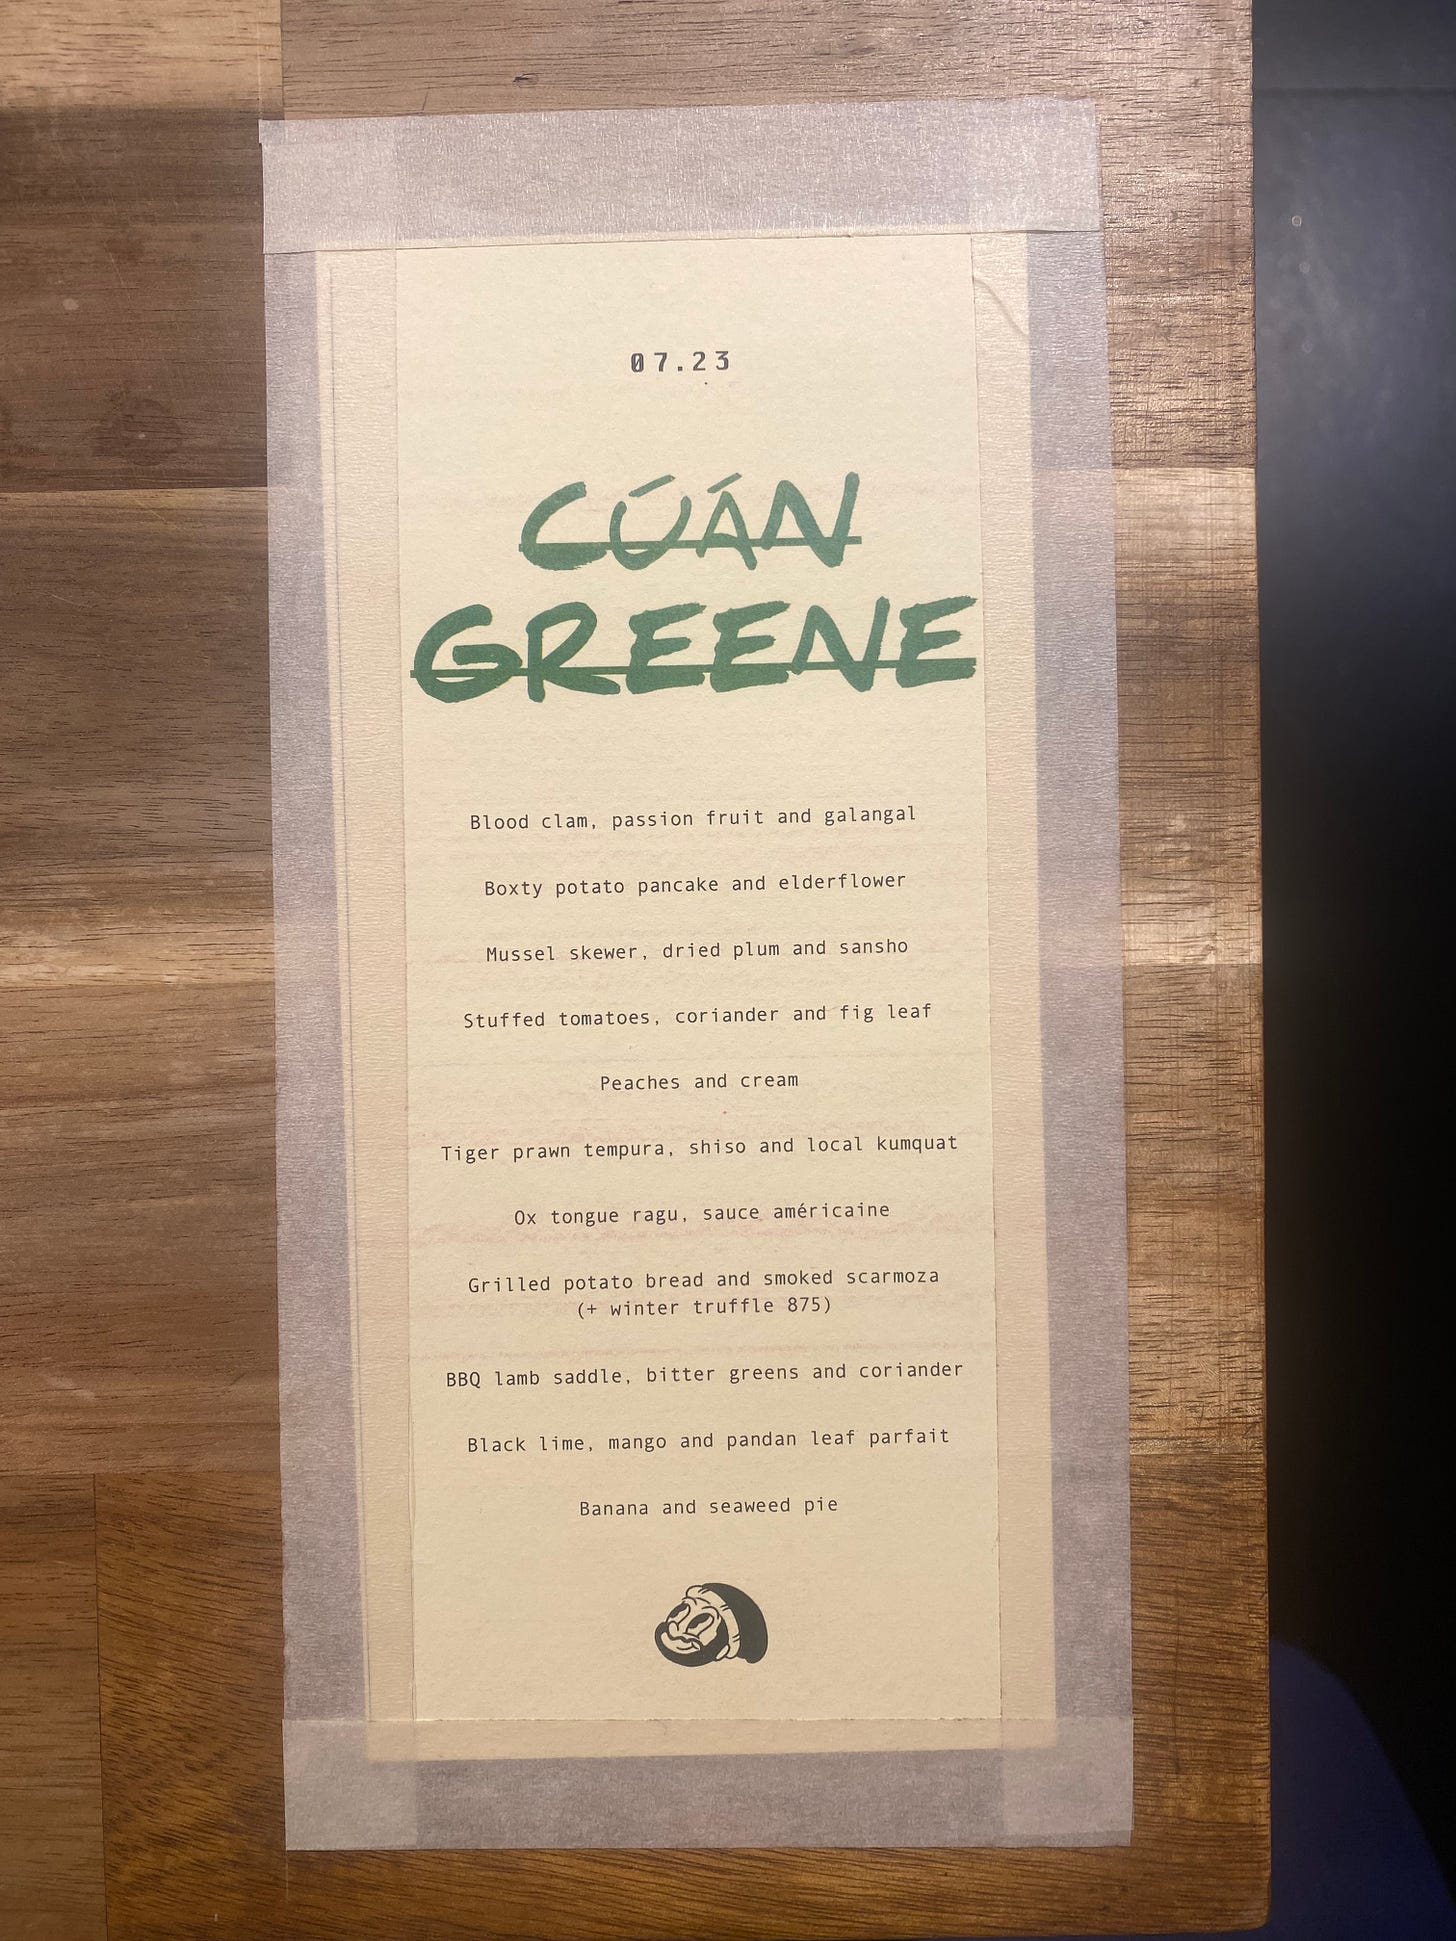 07.23
CÚÁN
GREENE
Blood clam, passion fruit and galangal
Boxty potato pancake and elderflower
Mussel skewer, dried plum and sansho
Stuffed tomatoes, coriander and fig leaf
Peaches and cream
Tiger prawn tempura, shiso and local kumquat
Ox tongue ragu, sauce américaine
Grilled potato bread and smoked scarmoza
(+ winter truffle 875)
BBQ lamb saddle, bitter greens and coriander
Black lime, mango and pandan leaf parfait
Banana and seaweed pie